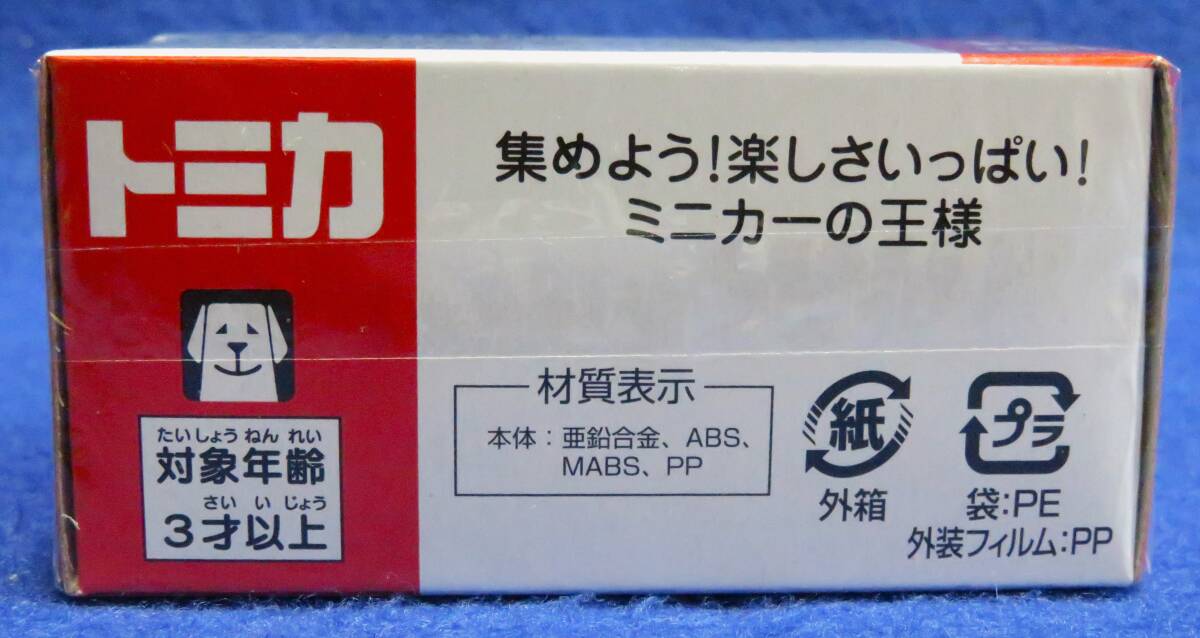 トミカ
集めよう!楽しさいっぱい!
ミニカーの王様
たいしょうねんれい
対象年齢
さいいじょう
3才以上
材質表示
本体:亜鉛合金、ABS、
MABS、PP
紙
外箱
プラ
袋:PE
外装フィルム:PP